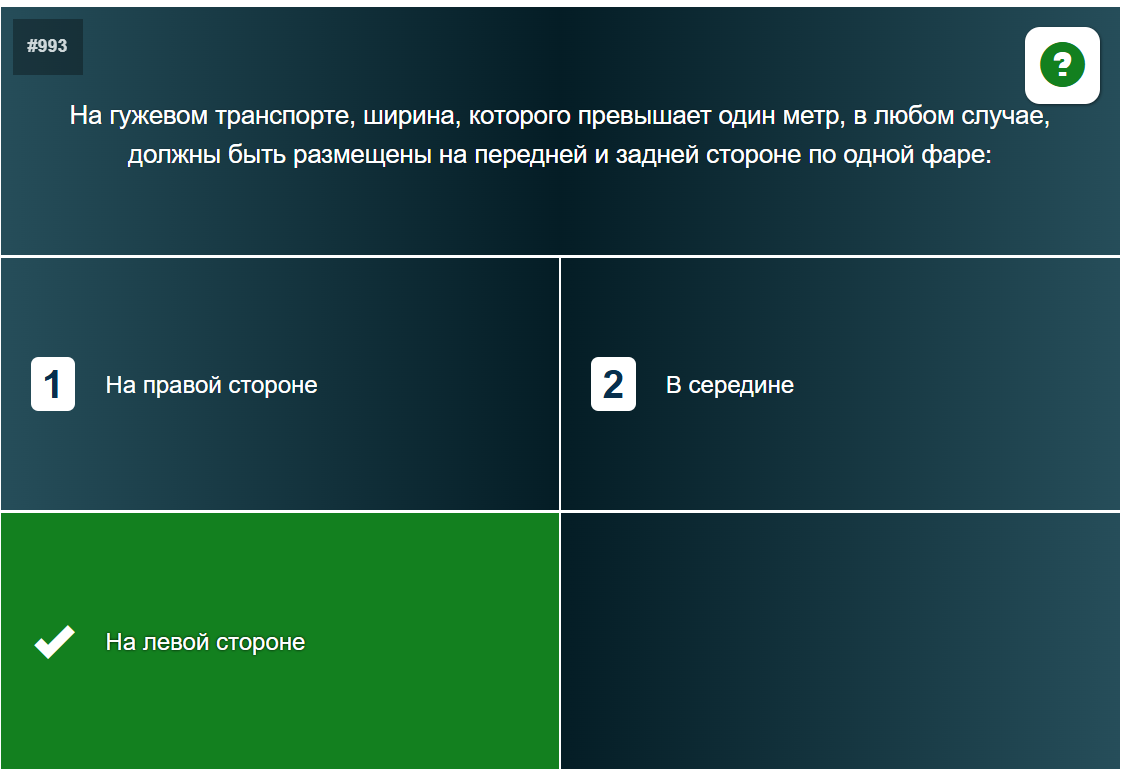 #993
?
На гужевом транспорте, ширина, которого превышает один метр, в любом случае,
должны быть размещены на передней и задней стороне по одной фаре:
1 На правой стороне
2 В середине
На левой стороне